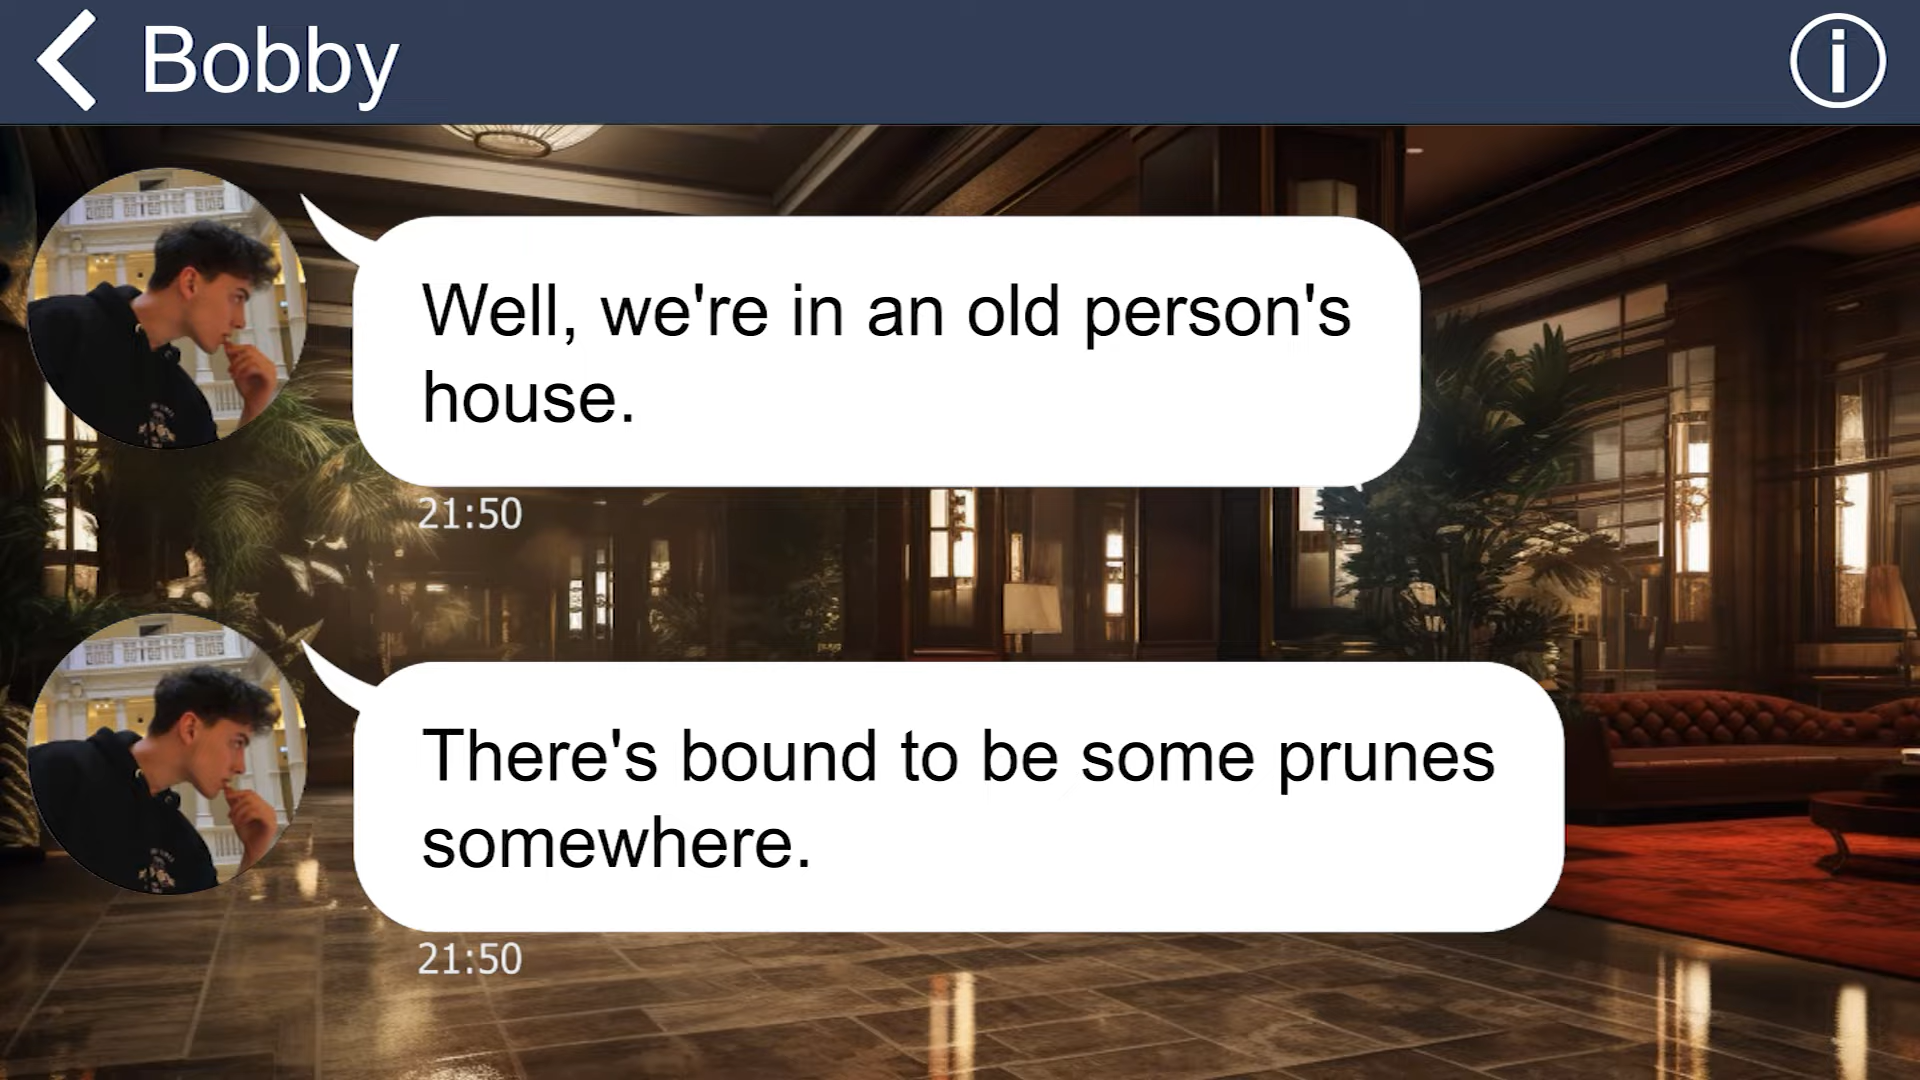 Bobby
Well, we're in an old person's
house.
21:50
There's bound to be some prunes
somewhere.
21:50